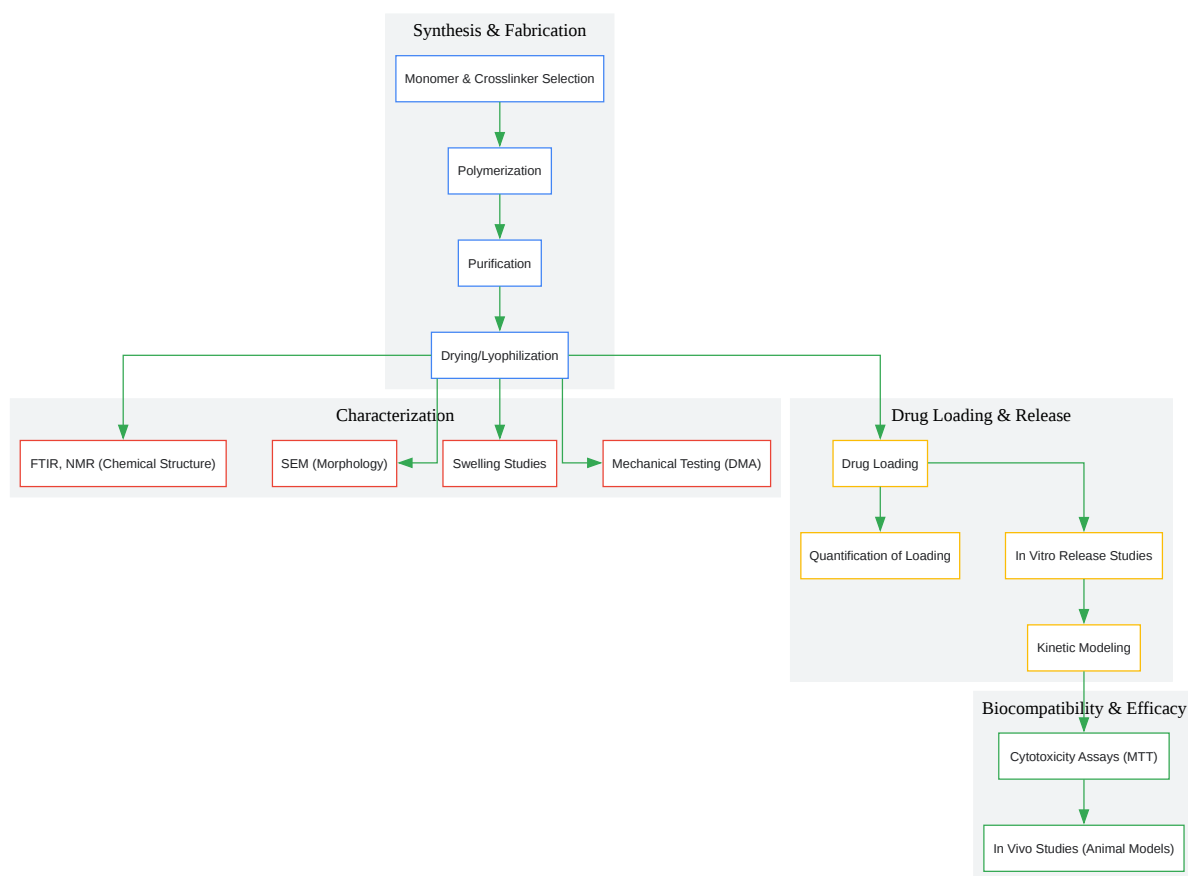 Synthesis & Fabrication
Monomer & Crosslinker Selection
Polymerization
Purification
Drying/Lyophilization
Characterization
FTIR, NMR (Chemical Structure)
SEM (Morphology)
Swelling Studies
Mechanical Testing (DMA)
Drug Loading & Release
Drug Loading
Quantification of Loading
In Vitro Release Studies
Kinetic Modeling
Biocompatibility & Efficacy
Cytotoxicity Assays (MTT)
In Vivo Studies (Animal Models)